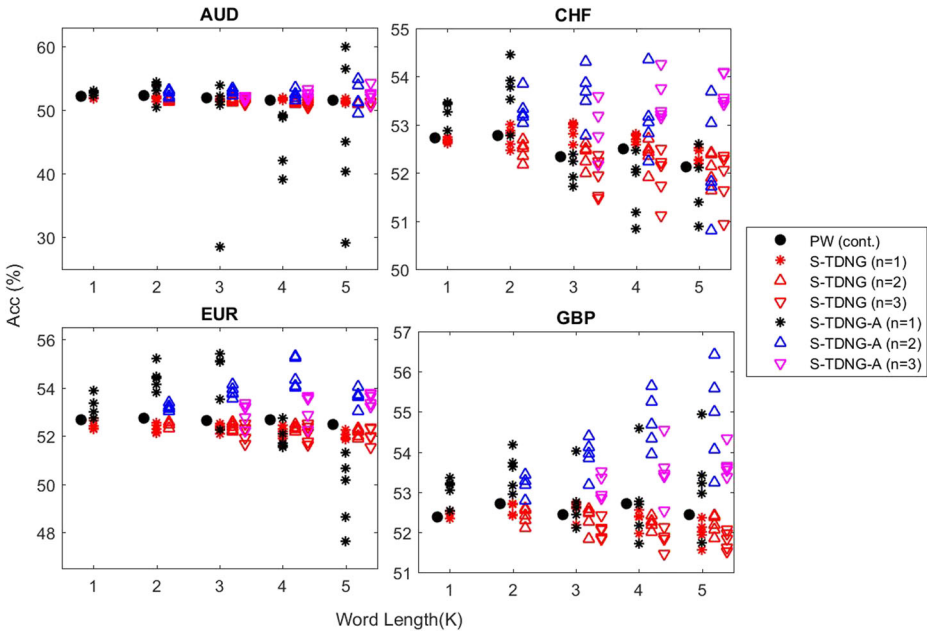 AUD
CHF
60
50
40
30
1 2 3 4 5
55
54
53
52
51
50
1 2 3 4 5
Acc (%)
EUR
GBP
56
54
52
50
48
1 2 3 4 5
57
56
55
54
53
52
51
1 2 3 4 5
Word Length(K)
PW (cont.)
S-TDNG (n=1)
S-TDNG (n=2)
S-TDNG (n=3)
S-TDNG-A (n=1)
S-TDNG-A (n=2)
S-TDNG-A (n=3)